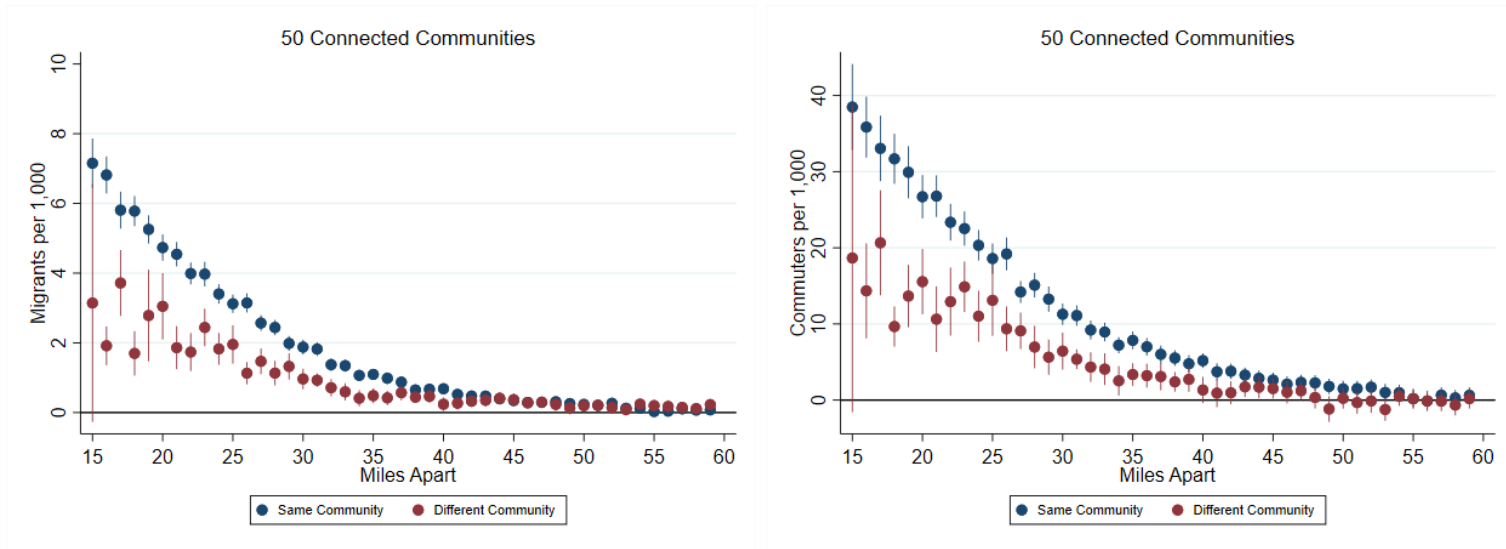 50 Connected Communities
10
8
6
4
2
0
Migrants per 1,000
15 20 25 30 35 40 45 50 55 60
Miles Apart
Same Community Different Community
50 Connected Communities
40
30
20
10
0
Commuters per 1,000
15 20 25 30 35 40 45 50 55 60
Miles Apart
Same Community Different Community